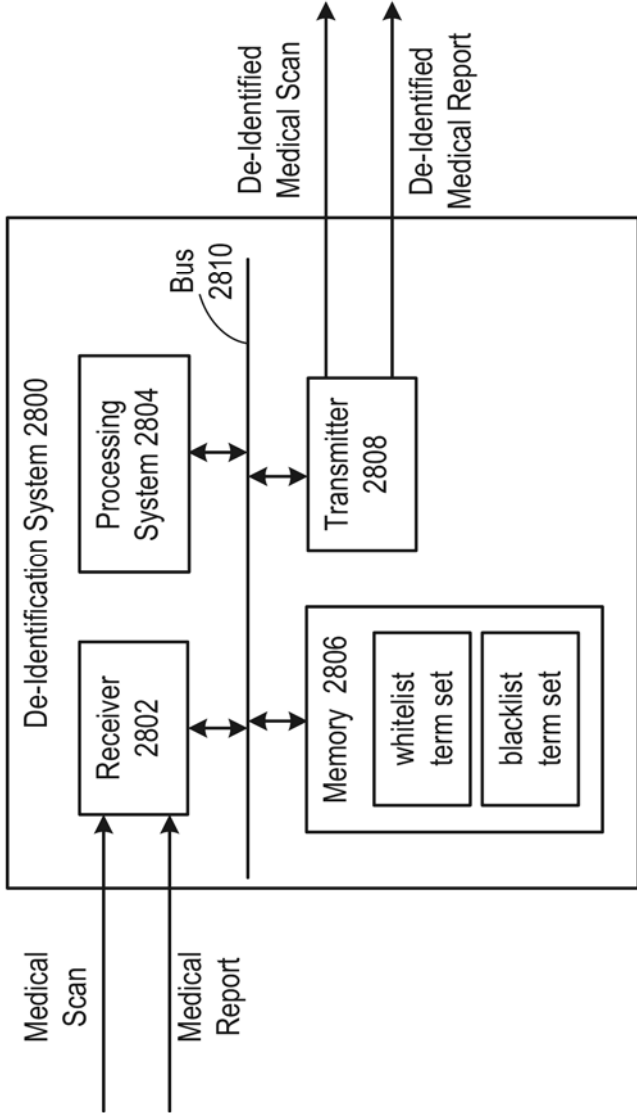 De-Identification System 2800
Medical
Scan
Medical
Report
Receiver
2802
Processing
System 2804
Bus
2810
Memory 2806
whitelist
term set
blacklist
term set
Transmitter
2808
De-Identified
Medical Scan
De-Identified
Medical Report